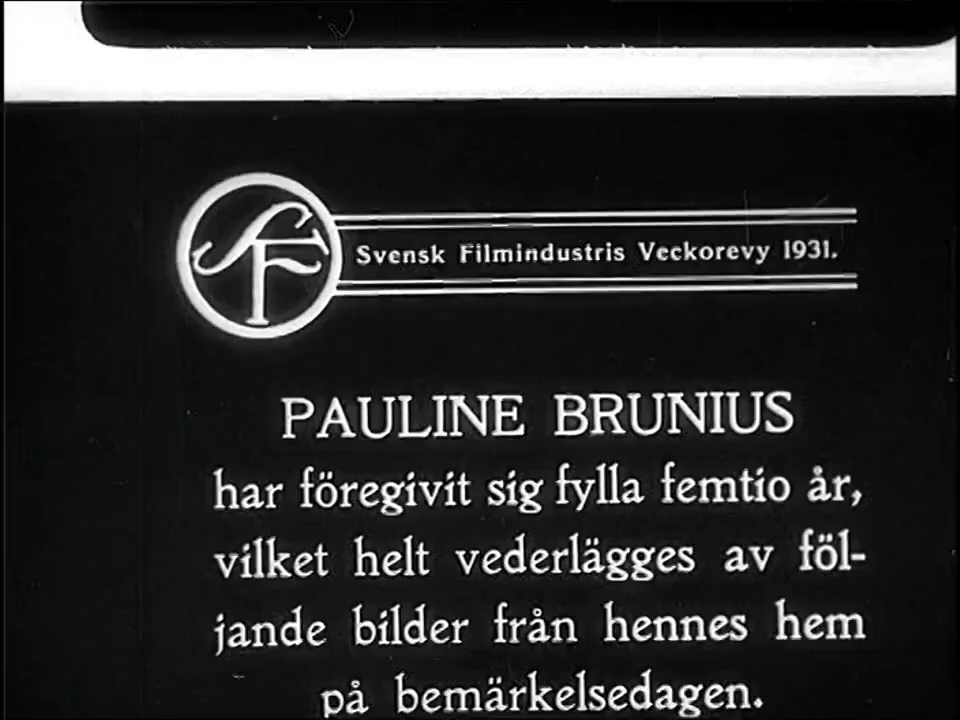 SF
Svensk Filmindustris Veckorevy 1931.
PAULINE BRUNIUS
har föregivit sig fylla femtio år,
vilket helt vederlägges av föl-
jande bilder från hennes hem
på bemärkelsedagen.